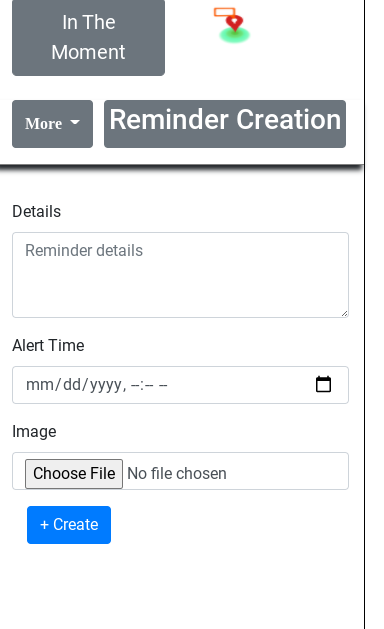 In The
Moment
More
Reminder Creation
Details
Reminder details
Alert Time
mm/dd/yyyy, --:-- --
Image
Choose File No file chosen
+ Create